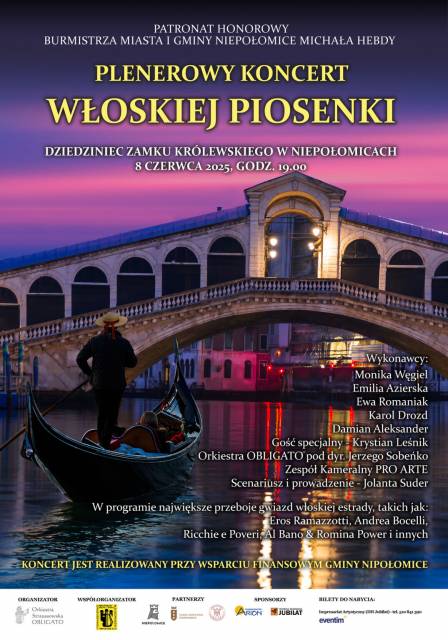 PATRONAT HONOROWY
BURMISTRZA MIASTA I GMINY NIEPOŁOMICE MICHAŁA HEBDY
PLENEROWY KONCERT
WŁOSKIEJ PIOSENKI
DZIEDZINIEC ZAMKU KRÓLEWSKIEGO W NIEPOŁOMICACH
8 CZERWCA 2025, GODZ. 19.00
Wykonawcy:
Monika Węgiel
Emilia Azierska
Ewa Romaniak
Karol Drozd
Damian Aleksander
Gość specjalny - Krystian Leśnik
Orkiestra OBLIGATO pod dyr. Jerzego Sobeńko
Zespół Kameralny PRO ARTE
Scenariusz i prowadzenie - Jolanta Suder
W programie największe przeboje gwiazd włoskiej estrady, takich jak:
Eros Ramazzotti, Andrea Bocelli,
Ricchie e Poveri, Al Bano & Romina Power i innych
KONCERT JEST REALIZOWANY PRZY WSPARCIU FINANSOWYM GMINY NIPOŁOMICE
ORGANIZATOR
WSPÓŁORGANIZATOR
PARTNERZY
SPONSORZY
BILETY DO NABYCIA:
Orkiestra
Straussowska
OBLIGATO
NIEPOŁOMICE
ARION
JUBILAT
eventim